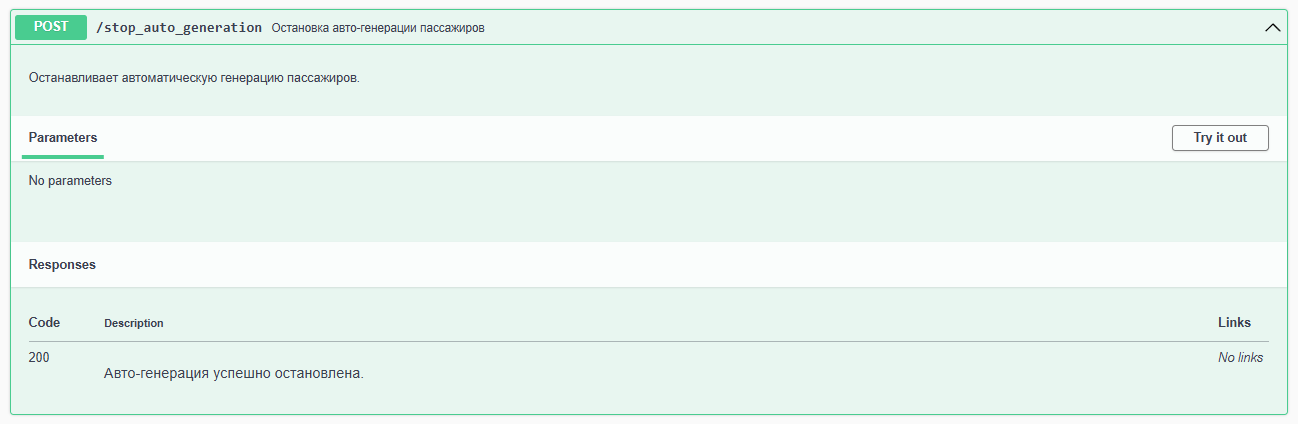 POST /stop_auto_generation Остановка авто-генерации пассажиров
Останавливает автоматическую генерацию пассажиров.
Parameters Try it out
No parameters
Responses
Code Description Links
200 No links
Авто-генерация успешно остановлена.